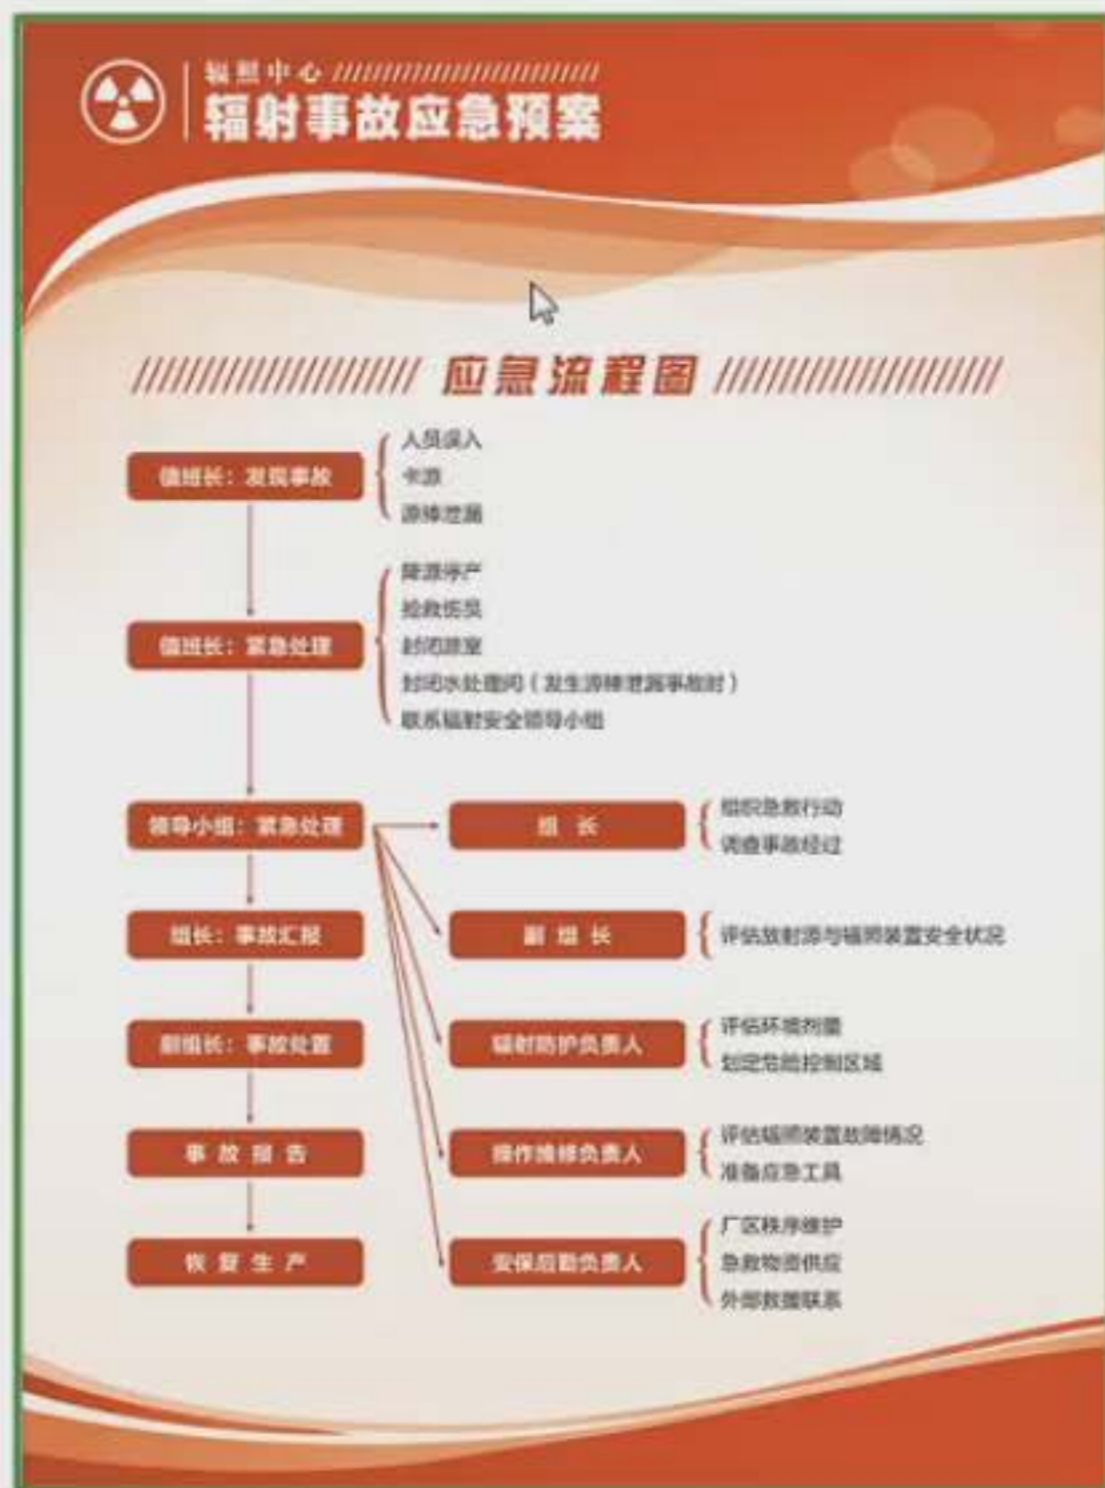 辐照中心
辐射事故应急预案
应急流程图
值班长：发现事故
人员误入
卡源
源棒泄漏
值班长：紧急处理
降源停产
抢救伤员
封闭源室
封闭水处理间（发生源棒泄漏事故时）
联系辐射安全领导小组
领导小组：紧急处理
组 长
组织急救行动
调查事故经过
组长：事故汇报
副 组 长
评估放射源与辐照装置安全状况
副组长：事故处置
辐射防护负责人
评估环境剂量
划定危险控制区域
事 故 报 告
操作维修负责人
评估辐照装置故障情况
准备应急工具
恢 复 生 产
安保后勤负责人
厂区秩序维护
急救物资供应
外部救援联系